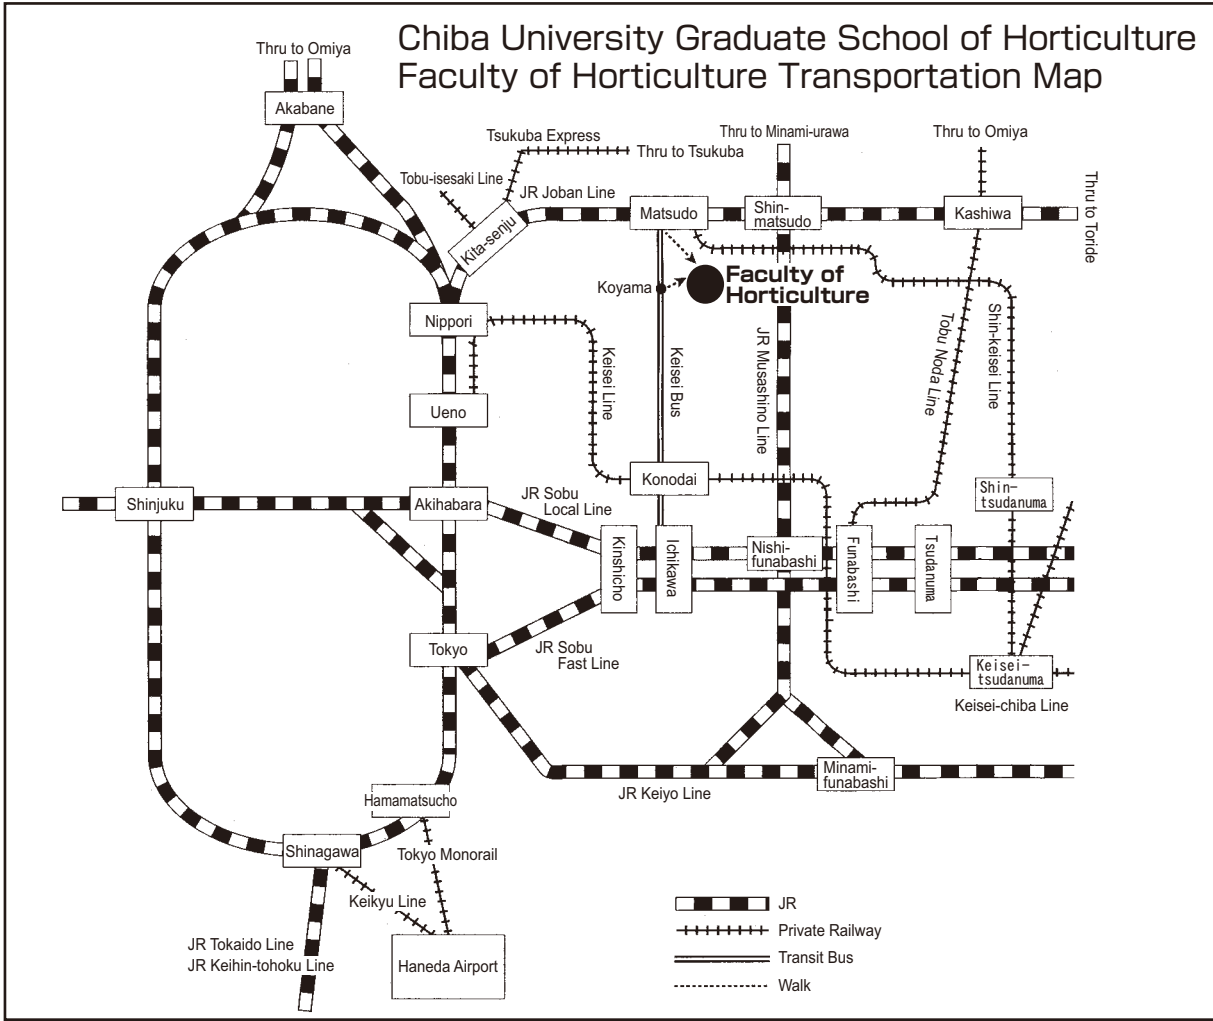 Chiba University Graduate School of Horticulture
Faculty of Horticulture Transportation Map
Thru to Omiya
Akabane
Tsukuba Express
Thru to Tsukuba
Thru to Minami-urawa
Thru to Omiya
Tobu-isesaki Line
JR Joban Line
Thru to Toride
Kita-senju
Matsudo
Shin-
matsudo
Kashiwa
Koyama
Faculty of
Horticulture
Nippori
Keisei Line
Keisei Bus
JR Musashino Line
Tobu Noda Line
Shin-keisei Line
Ueno
Konodai
Shinjuku
Akihabara
JR Sobu
Local Line
Shin-
tsudanuma
Kinshicho
Ichikawa
Nishi-
funabashi
Funabashi
Tsudanuma
Tokyo
JR Sobu
Fast Line
Keisei-
tsudanuma
Keisei-chiba Line
Minami-
funabashi
JR Keiyo Line
Hamamatsucho
Shinagawa
Tokyo Monorail
Keikyu Line
JR Tokaido Line
JR Keihin-tohoku Line
Haneda Airport
JR
Private Railway
Transit Bus
Walk